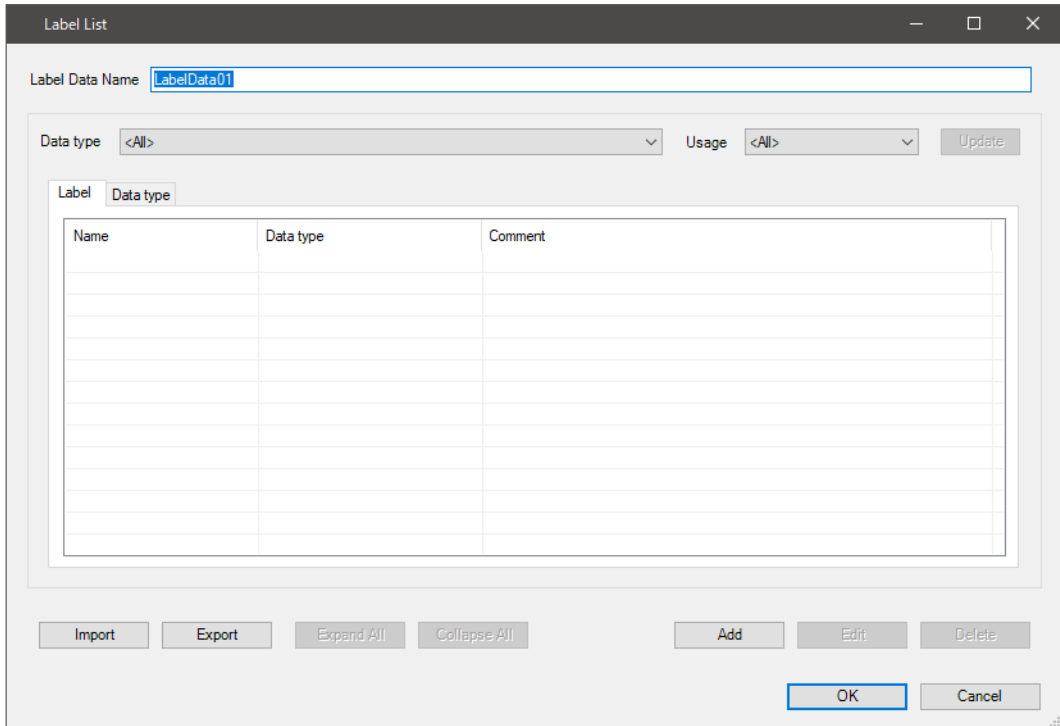 Label List
Label Data Name LabelData01
Data type <All> Usage <All> Update
Label Data type
Name Data type Comment
Import Export Expand All Collapse All Add Edit Delete
OK Cancel